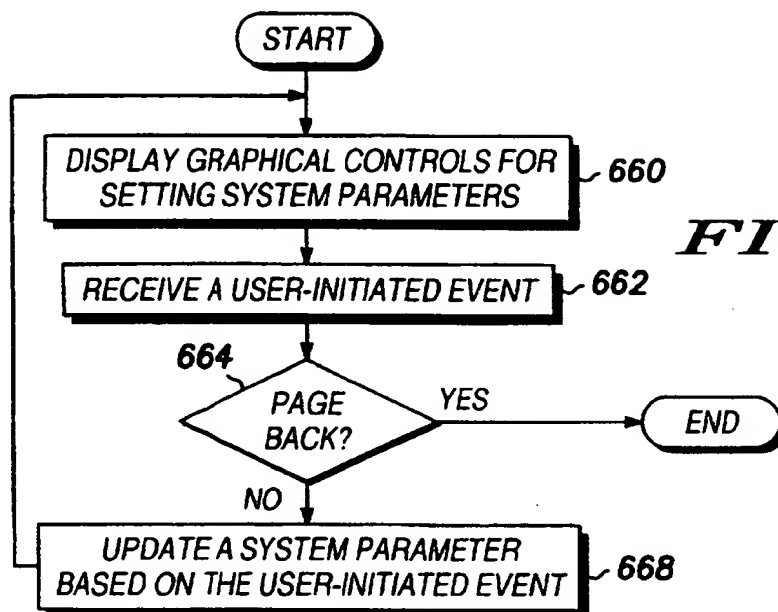 START
DISPLAY GRAPHICAL CONTROLS FOR
SETTING SYSTEM PARAMETERS
660
FI
RECEIVE A USER-INITIATED EVENT
662
664
PAGE
BACK?
YES
END
NO
UPDATE A SYSTEM PARAMETER
BASED ON THE USER-INITIATED EVENT
668